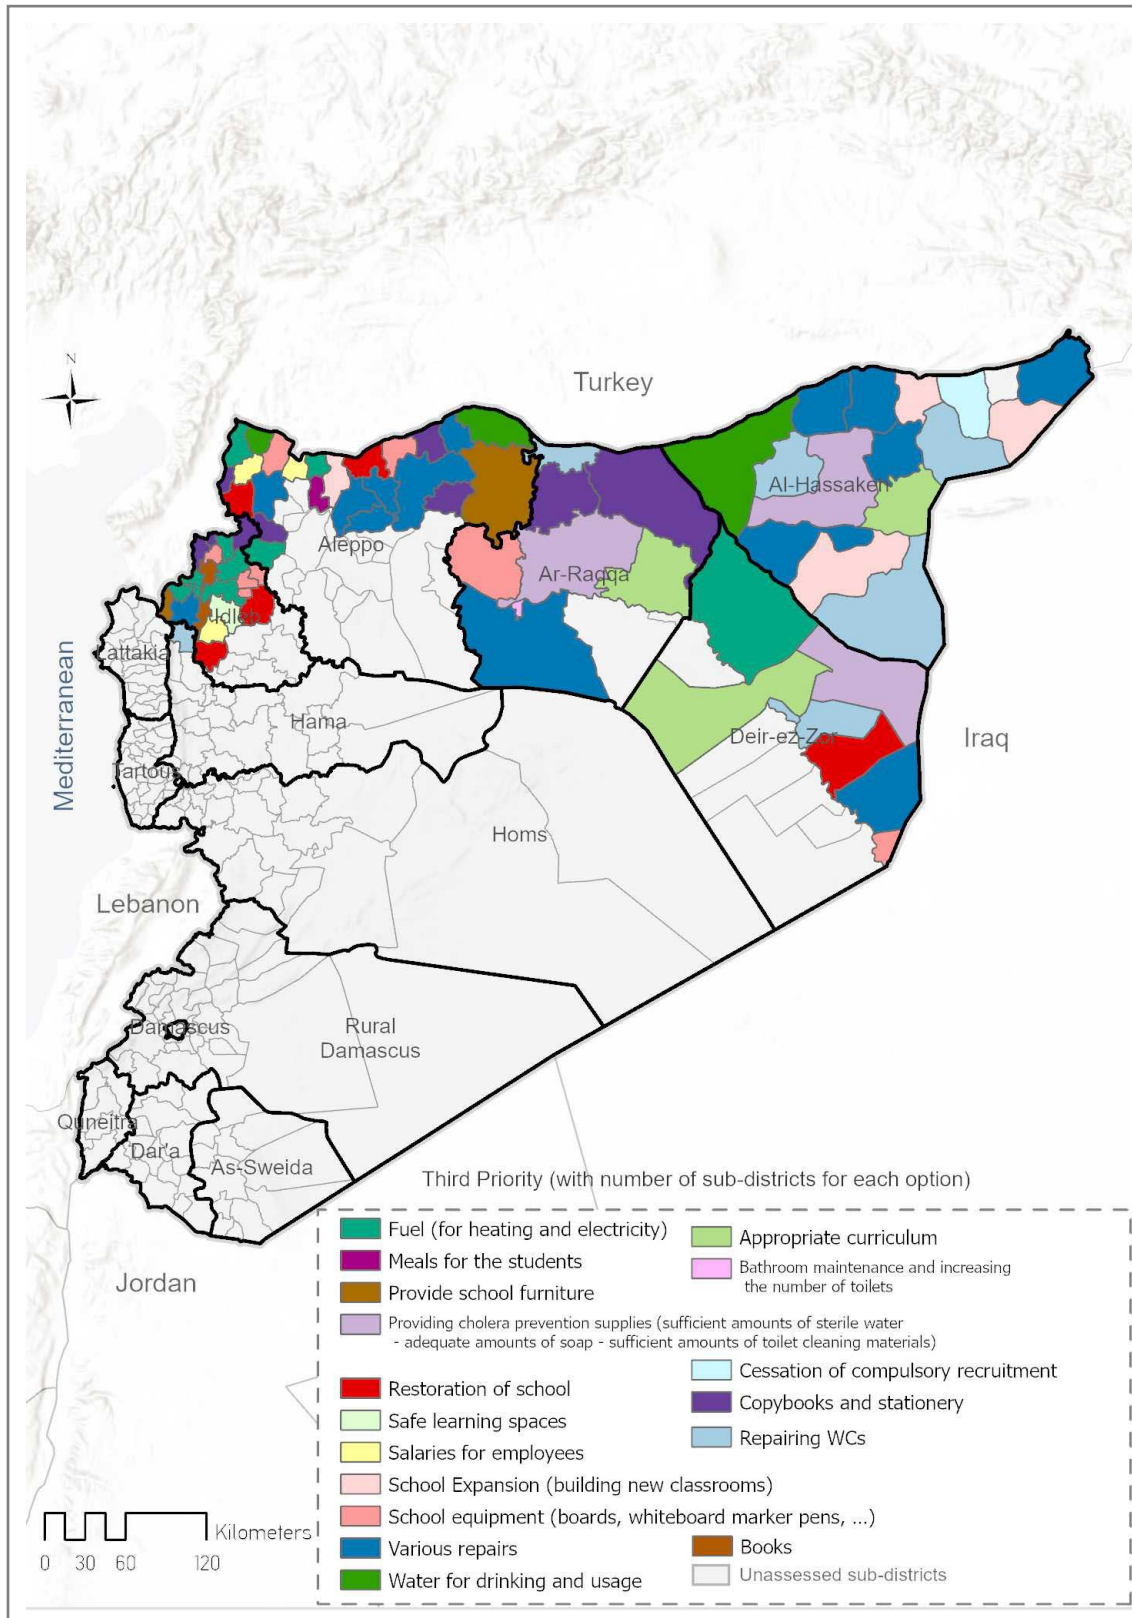 N
Turkey
Al-Hassakeh
Aleppo
Ar-Raqqa
Idleb
Lattakia
Mediterranean
Hama
Deir-ez-Zor
Iraq
Tartous
Homs
Lebanon
Damascus
Rural
Damascus
Quneitra
Dar'a
As-Sweida
Jordan
Third Priority (with number of sub-districts for each option)
Fuel (for heating and electricity)
Meals for the students
Provide school furniture
Providing cholera prevention supplies (sufficient amounts of sterile water
- adequate amounts of soap - sufficient amounts of toilet cleaning materials)
Restoration of school
Safe learning spaces
Salaries for employees
School Expansion (building new classrooms)
School equipment (boards, whiteboard marker pens, ...)
Various repairs
Water for drinking and usage
Appropriate curriculum
Bathroom maintenance and increasing
the number of toilets
Cessation of compulsory recruitment
Copybooks and stationery
Repairing WCs
Books
Unassessed sub-districts
Kilometers
0 30 60 120